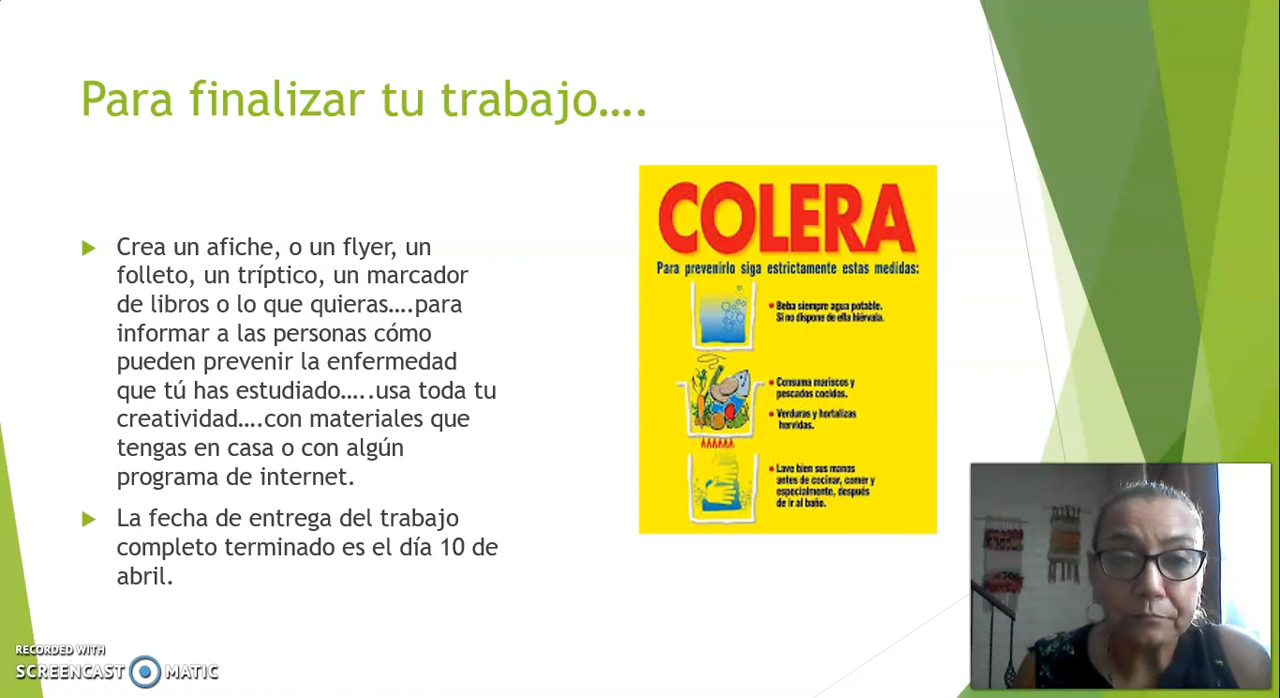 Para finalizar tu trabajo....
Crea un afiche, o un flyer, un
folleto, un tríptico, un marcador
de libros o lo que quieras....para
informar a las personas cómo
pueden prevenir la enfermedad
que tú has estudiado.....usa toda tu
creatividad....con materiales que
tengas en casa o con algún
programa de internet.
La fecha de entrega del trabajo
completo terminado es el día 10 de
abril.
COLERA
Para prevenirlo siga estrictamente estas medidas:
Beba siempre agua potable.
Si no dispone de ella hiérvala.
Consuma mariscos y
pescados cocidos.
Verduras y hortalizas
hervidas.
Lave bien sus manos
antes de cocinar, comer y
especialmente, después
de ir al baño.
RECORDED WITH
SCREENCAST MATIC